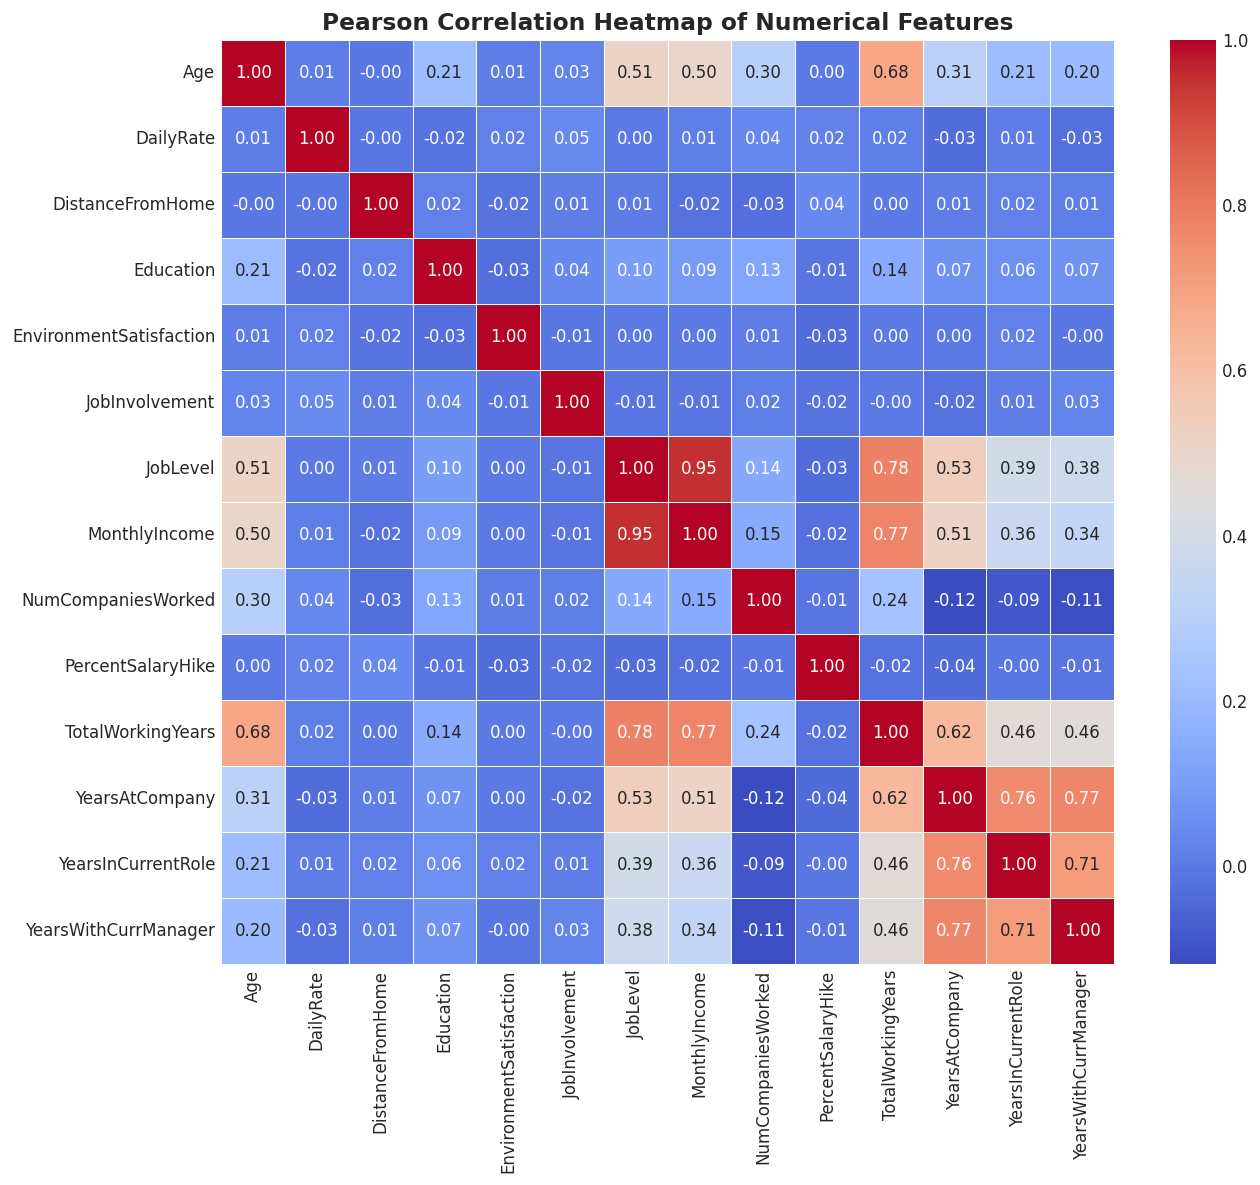 Pearson Correlation Heatmap of Numerical Features
Age 1.00 0.01 -0.00 0.21 0.01 0.03 0.51 0.50 0.30 0.00 0.68 0.31 0.21 0.20
DailyRate 0.01 1.00 -0.00 -0.02 0.02 0.05 0.00 0.01 0.04 0.02 0.02 -0.03 0.01 -0.03
DistanceFromHome -0.00 -0.00 1.00 0.02 -0.02 0.01 0.01 -0.02 -0.03 0.04 0.00 0.01 0.02 0.01
Education 0.21 -0.02 0.02 1.00 -0.03 0.04 0.10 0.09 0.13 -0.01 0.14 0.07 0.06 0.07
EnvironmentSatisfaction 0.01 0.02 -0.02 -0.03 1.00 -0.01 0.00 0.00 0.01 -0.03 0.00 0.00 0.02 -0.00
JobInvolvement 0.03 0.05 0.01 0.04 -0.01 1.00 -0.01 -0.01 0.02 -0.02 -0.00 -0.02 0.01 0.03
JobLevel 0.51 0.00 0.01 0.10 0.00 -0.01 1.00 0.95 0.14 -0.03 0.78 0.53 0.39 0.38
MonthlyIncome 0.50 0.01 -0.02 0.09 0.00 -0.01 0.95 1.00 0.15 -0.02 0.77 0.51 0.36 0.34
NumCompaniesWorked 0.30 0.04 -0.03 0.13 0.01 0.02 0.14 0.15 1.00 -0.01 0.24 -0.12 -0.09 -0.11
PercentSalaryHike 0.00 0.02 0.04 -0.01 -0.03 -0.02 -0.03 -0.02 -0.01 1.00 -0.02 -0.04 -0.00 -0.01
TotalWorkingYears 0.68 0.02 0.00 0.14 0.00 -0.00 0.78 0.77 0.24 -0.02 1.00 0.62 0.46 0.46
YearsAtCompany 0.31 -0.03 0.01 0.07 0.00 -0.02 0.53 0.51 -0.12 -0.04 0.62 1.00 0.76 0.77
YearsInCurrentRole 0.21 0.01 0.02 0.06 0.02 0.01 0.39 0.36 -0.09 -0.00 0.46 0.76 1.00 0.71
YearsWithCurrManager 0.20 -0.03 0.01 0.07 -0.00 0.03 0.38 0.34 -0.11 -0.01 0.46 0.77 0.71 1.00
Age
DailyRate
DistanceFromHome
Education
EnvironmentSatisfaction
JobInvolvement
JobLevel
MonthlyIncome
NumCompaniesWorked
PercentSalaryHike
TotalWorkingYears
YearsAtCompany
YearsInCurrentRole
YearsWithCurrManager
1.0
0.8
0.6
0.4
0.2
0.0